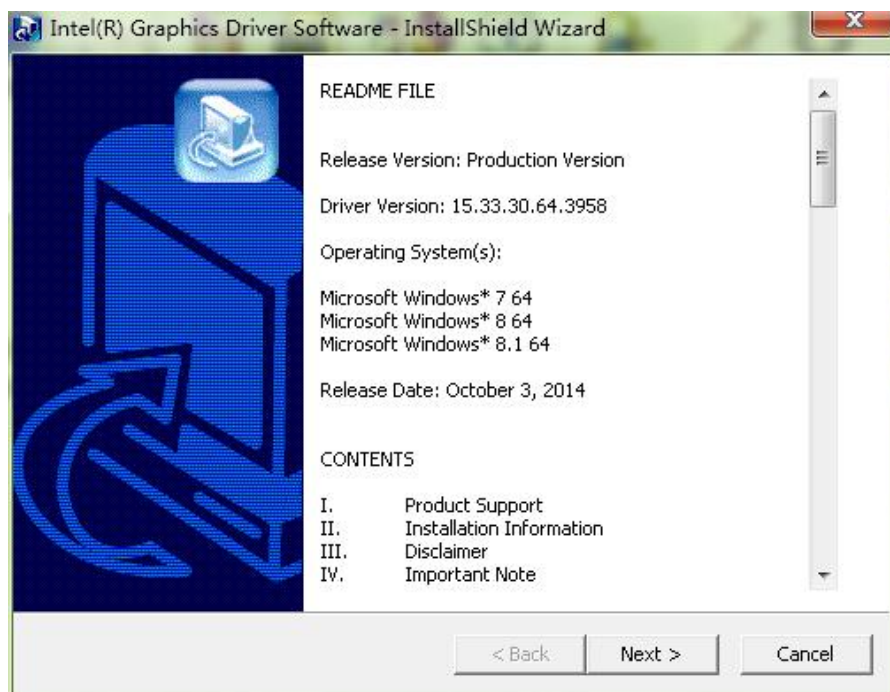 Intel(R) Graphics Driver Software - InstallShield Wizard
README FILE
Release Version: Production Version
Driver Version: 15.33.30.64.3958
Operating System(s):
Microsoft Windows* 7 64
Microsoft Windows* 8 64
Microsoft Windows* 8.1 64
Release Date: October 3, 2014
CONTENTS
I. Product Support
II. Installation Information
III. Disclaimer
IV. Important Note
< Back Next > Cancel